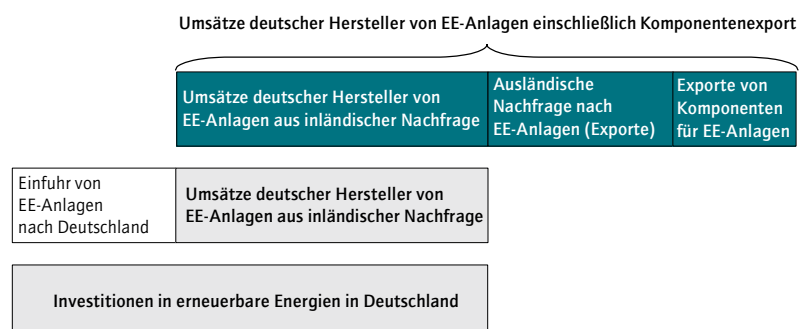 Umsätze deutscher Hersteller von EE-Anlagen einschließlich Komponentenexport
Umsätze deutscher Hersteller von
EE-Anlagen aus inländischer Nachfrage
Ausländische
Nachfrage nach
EE-Anlagen (Exporte)
Exporte von
Komponenten
für EE-Anlagen
Einfuhr von
EE-Anlagen
nach Deutschland
Umsätze deutscher Hersteller von
EE-Anlagen aus inländischer Nachfrage
Investitionen in erneuerbare Energien in Deutschland